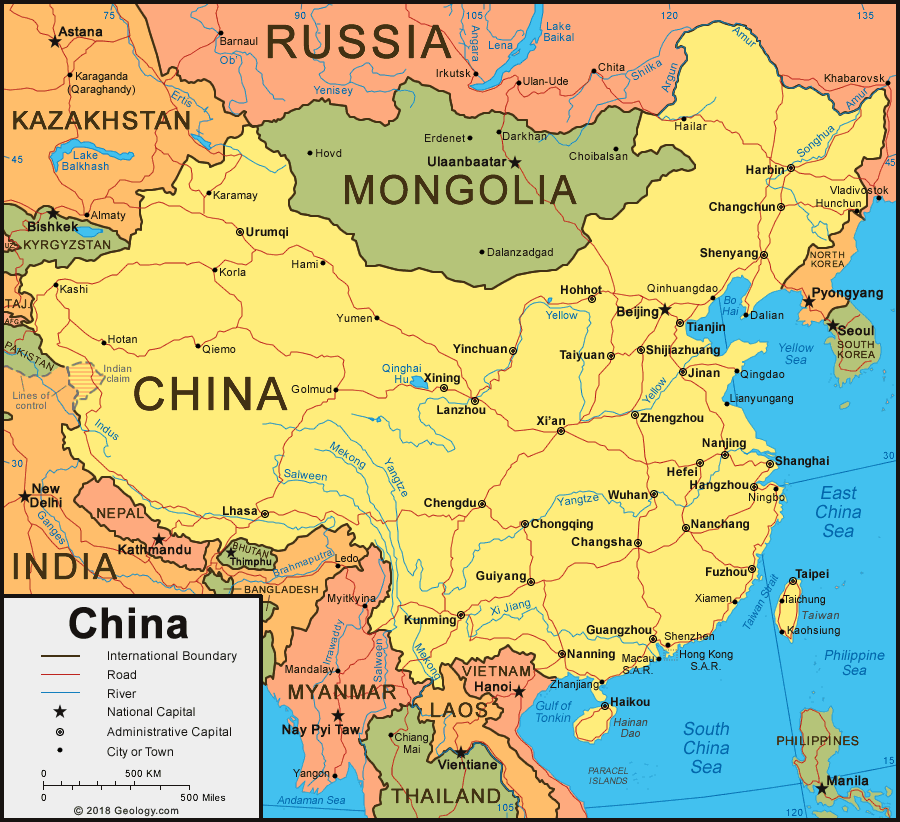 75
90
105
120
135
Astana
Barnaul
RUSSIA
Angara
Lena
Lake
Baikal
Amur
Ob'
Karaganda
(Qaraghandy)
Irkutsk
Ulan-Ude
Chita
Shilka
Argun
Khabarovsk
Yenisey
Ertis
Amur
KAZAKHSTAN
Hailar
Songhua
Erdenet
Darkhan
Hovd
Ulaanbaatar
Choibalsan
45
Lake
Balkhash
45
Harbin
MONGOLIA
Karamay
Vladivostok
Hunchun
Changchun
Almaty
Bishkek
Urumqi
KYRGYZSTAN
UZB.
Dalanzadgad
Shenyang
NORTH
KOREA
Hami
Korla
Kashi
Hohhot
Qinhuangdao
Pyongyang
TAJ.
AFG.
Yumen
Yellow
Beijing
Bo
Hai
Dalian
Tianjin
Seoul
SOUTH
KOREA
Hotan
Qiemo
Yinchuan
Taiyuan
Shijiazhuang
Yellow
Sea
PAKISTAN
Indian
claim
Qinghai
Hu
Xining
Jinan
Qingdao
Golmud
CHINA
Lines of
control
Lanzhou
Yellow
Lianyungang
Xi'an
Zhengzhou
Indus
Mekong
Nanjing
30
Salween
Yangtze
Hefei
Shanghai
30
New
Delhi
Hangzhou
Ningbo
East
China
Sea
Wuhan
Yangtze
Chengdu
NEPAL
Lhasa
Chongqing
Nanchang
Ganges
Kathmandu
Changsha
BHUTAN
Thimphu
Brahmaputra
Ledo
INDIA
Guiyang
Fuzhou
Taipei
BANGLADESH
Myitkyina
Xiamen
Taiwan Strait
Taichung
Taiwan
Kaohsiung
Xi Jiang
Kunming
Guangzhou
Shenzhen
Irrawaddy
Salween
Mekong
Nanning
Macau
S.A.R.
Hong Kong
S.A.R.
Philippine
Sea
Mandalay
VIETNAM
Hanoi
Zhanjiang
MYANMAR
LAOS
Gulf of
Tonkin
Haikou
Hainan
Dao
Nay Pyi Taw
Chiang
Mai
South
China
Sea
PHILIPPINES
Vientiane
15
Yangon
PARACEL
ISLANDS
Manila
THAILAND
Andaman Sea
105
120
China
International Boundary
Road
River
National Capital
Administrative Capital
City or Town
0 500 KM
0 500 Miles
© 2018 Geology.com